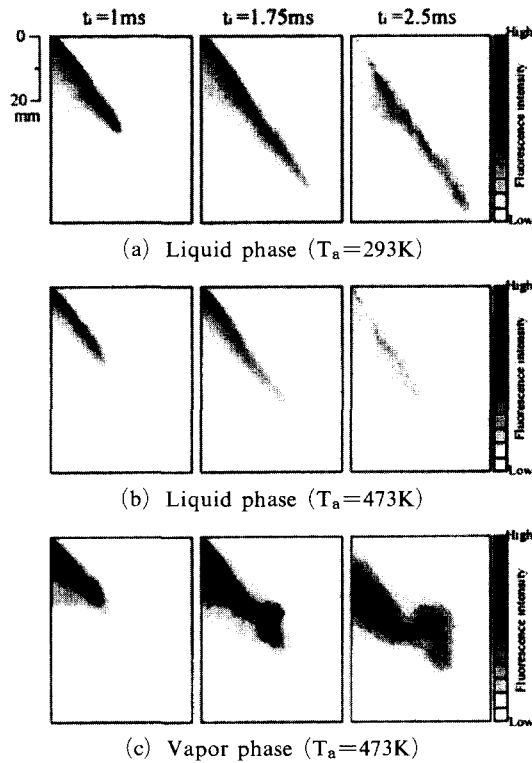 tᵢ=1ms tᵢ=1.75ms tᵢ=2.5ms
0
20
mm
High
Fluorescence intensity
Low
(a) Liquid phase (Tₐ=293K)
High
Fluorescence intensity
Low
(b) Liquid phase (Tₐ=473K)
High
Fluorescence intensity
Low
(c) Vapor phase (Tₐ=473K)